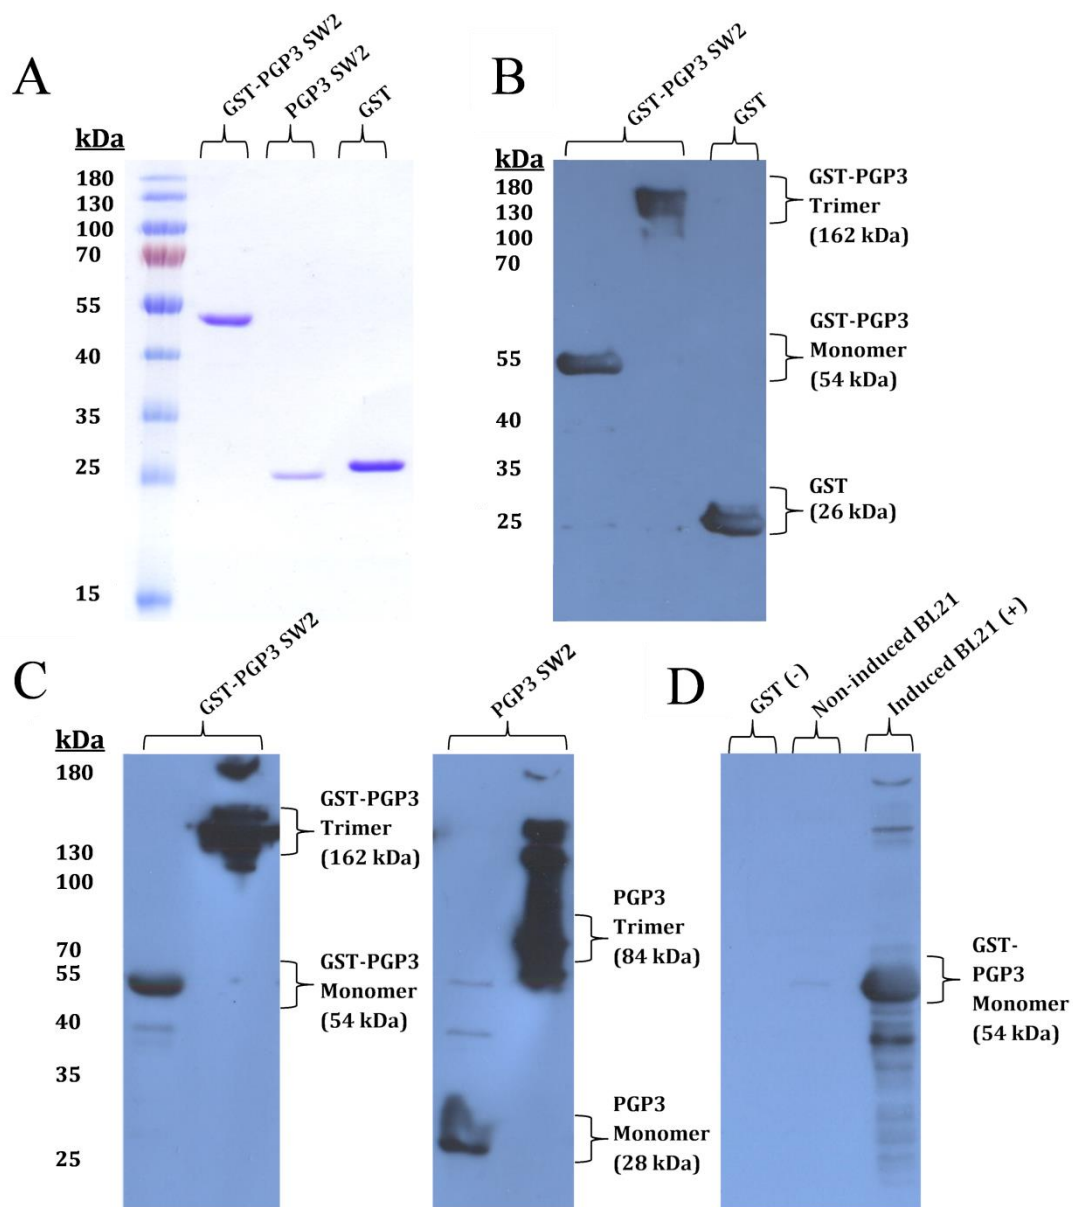 A
GST-PGP3 SW2
PGP3 SW2
GST
kDa
180
130
100
70
55
40
35
25
15
B
GST-PGP3 SW2
GST
kDa
180
130
100
70
55
40
35
25
GST-PGP3
Trimer
(162 kDa)
GST-PGP3
Monomer
(54 kDa)
GST
(26 kDa)
C
GST-PGP3 SW2
kDa
180
130
100
70
55
40
35
25
GST-PGP3
Trimer
(162 kDa)
GST-PGP3
Monomer
(54 kDa)
PGP3 SW2
PGP3
Trimer
(84 kDa)
PGP3
Monomer
(28 kDa)
D
GST (-)
Non-induced BL21
Induced BL21 (+)
GST-
PGP3
Monomer
(54 kDa)